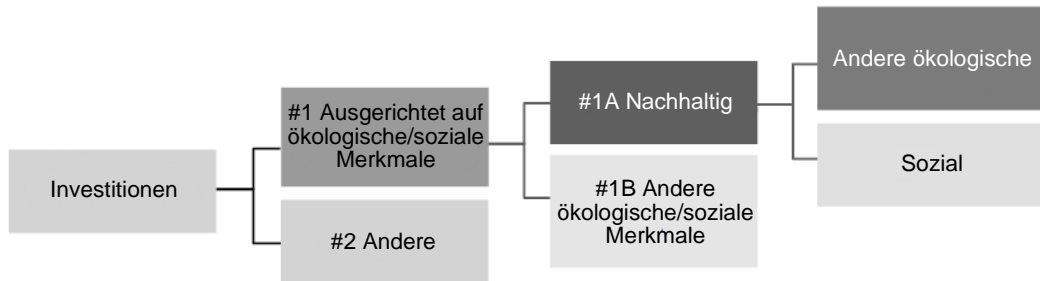 Investitionen
#1 Ausgerichtet auf
ökologische/soziale
Merkmale
#2 Andere
#1A Nachhaltig
#1B Andere
ökologische/soziale
Merkmale
Andere ökologische
Sozial